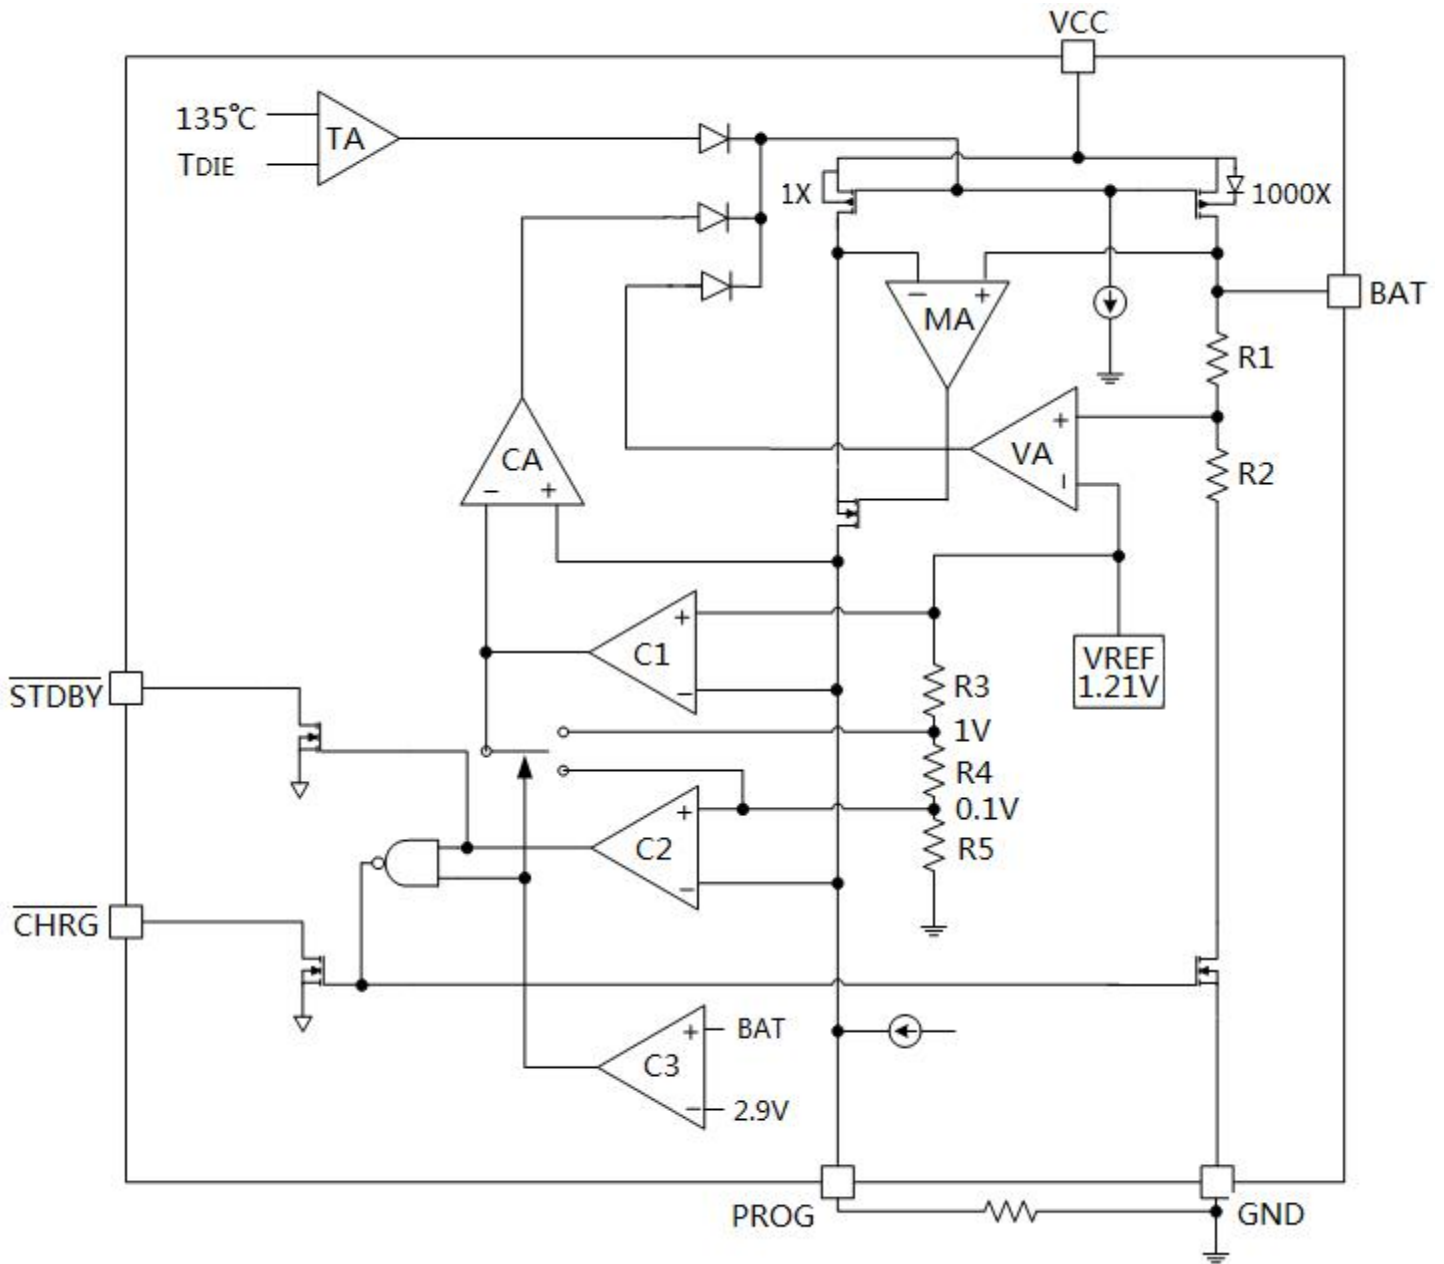 VCC
135℃
TA
TDIE
1X
1000X
− +
MA
BAT
R1
+
VA
−
CA
− +
R2
+
C1
−
VREF
1.21V
STDBY
R3
1V
R4
0.1V
+
C2
−
R5
CHRG
+
BAT
C3
−
2.9V
PROG
GND